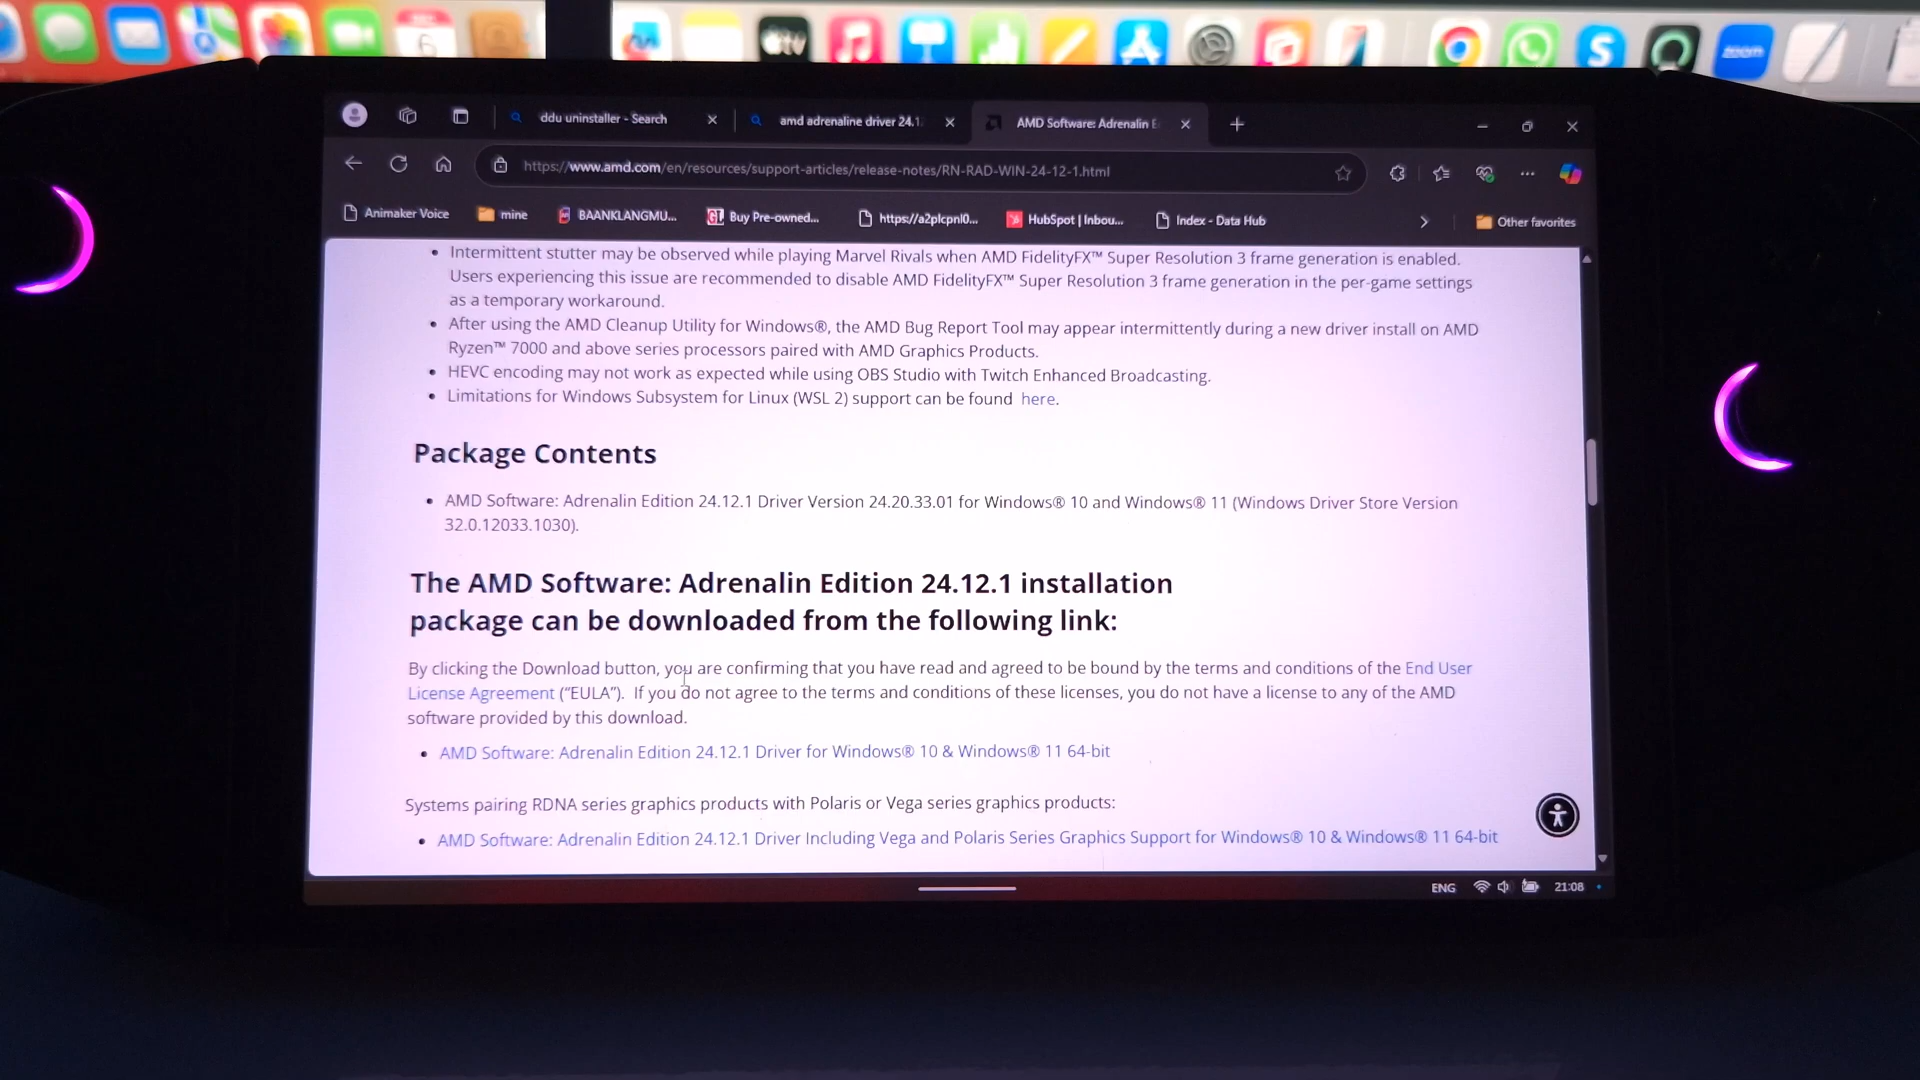 6
tv
zoom
ddu uninstaller - Search
amd adrenaline driver 24.1
AMD Software: Adrenalin E
https://www.amd.com/en/resources/support-articles/release-notes/RN-RAD-WIN-24-12-1.html
Animaker Voice
mine
BAANKLANGMU...
Buy Pre-owned...
https://a2plcpnl0...
HubSpot | Inbou...
Index - Data Hub
Other favorites
• Intermittent stutter may be observed while playing Marvel Rivals when AMD FidelityFX™ Super Resolution 3 frame generation is enabled.
Users experiencing this issue are recommended to disable AMD FidelityFX™ Super Resolution 3 frame generation in the per-game settings
as a temporary workaround.
• After using the AMD Cleanup Utility for Windows®, the AMD Bug Report Tool may appear intermittently during a new driver install on AMD
Ryzen™ 7000 and above series processors paired with AMD Graphics Products.
• HEVC encoding may not work as expected while using OBS Studio with Twitch Enhanced Broadcasting.
• Limitations for Windows Subsystem for Linux (WSL 2) support can be found here.
Package Contents
• AMD Software: Adrenalin Edition 24.12.1 Driver Version 24.20.33.01 for Windows® 10 and Windows® 11 (Windows Driver Store Version
32.0.12033.1030).
The AMD Software: Adrenalin Edition 24.12.1 installation
package can be downloaded from the following link:
By clicking the Download button, you are confirming that you have read and agreed to be bound by the terms and conditions of the End User
License Agreement (“EULA”). If you do not agree to the terms and conditions of these licenses, you do not have a license to any of the AMD
software provided by this download.
• AMD Software: Adrenalin Edition 24.12.1 Driver for Windows® 10 & Windows® 11 64-bit
Systems pairing RDNA series graphics products with Polaris or Vega series graphics products:
• AMD Software: Adrenalin Edition 24.12.1 Driver Including Vega and Polaris Series Graphics Support for Windows® 10 & Windows® 11 64-bit
ENG
21:08